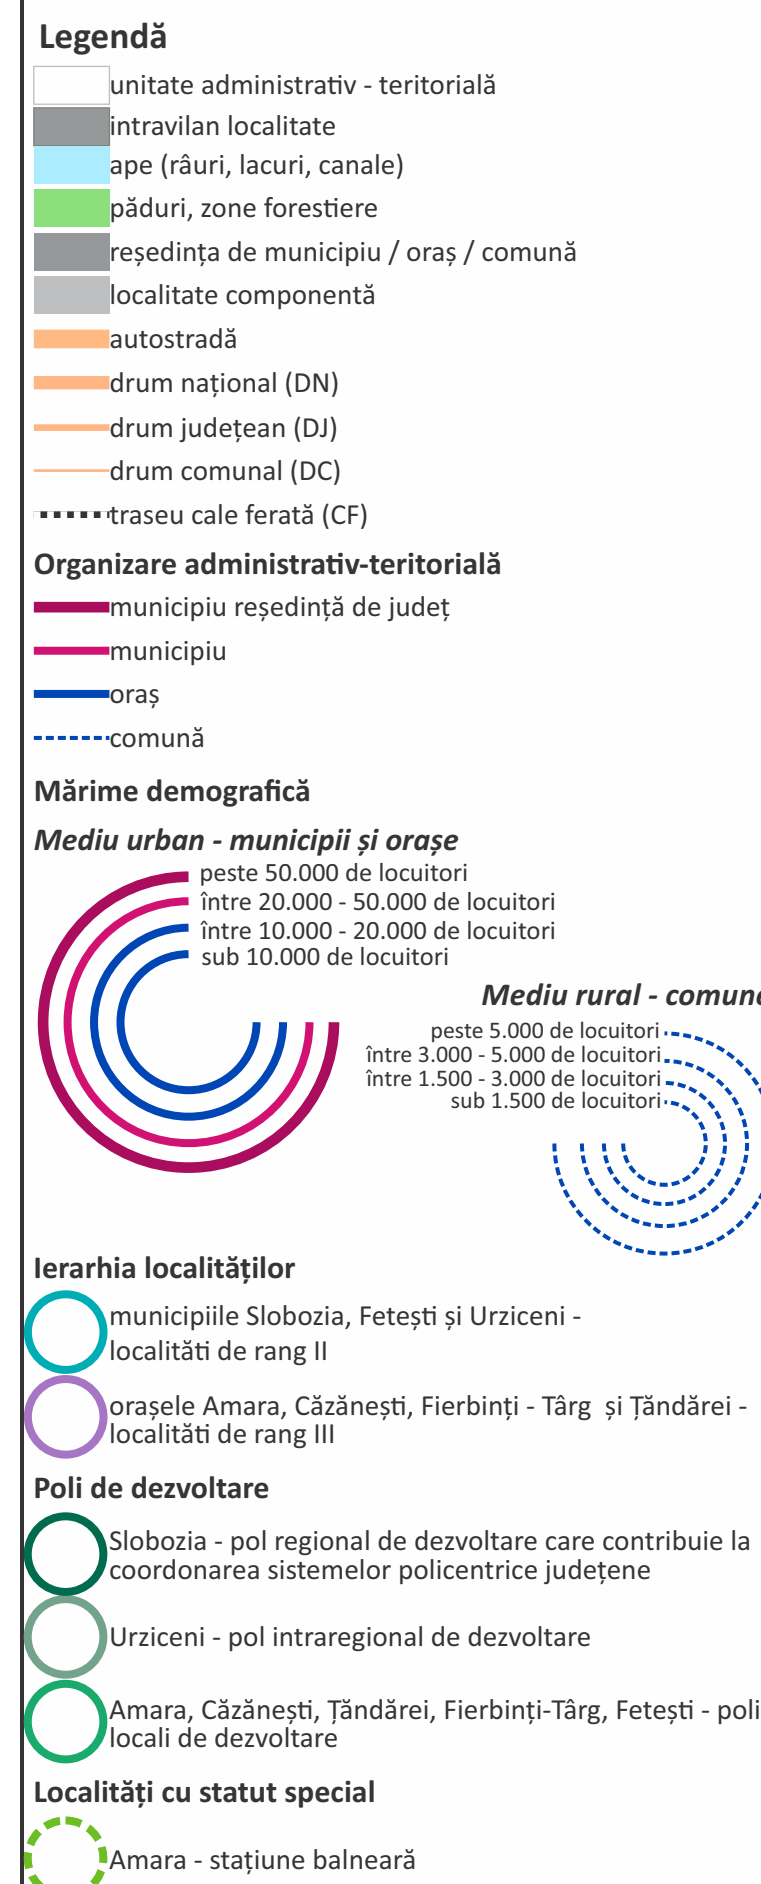 Legendă
unitate administrativ - teritorială
intravilan localitate
ape (râuri, lacuri, canale)
păduri, zone forestiere
reședința de municipiu / oraș / comună
localitate componentă
autostradă
drum național (DN)
drum județean (DJ)
drum comunal (DC)
traseu cale ferată (CF)
Organizare administrativ-teritorială
municipiu reședință de județ
municipiu
oraș
comună
Mărime demografică
Mediu urban - municipii și orașe
peste 50.000 de locuitori
între 20.000 - 50.000 de locuitori
între 10.000 - 20.000 de locuitori
sub 10.000 de locuitori
Mediu rural - comune
peste 5.000 de locuitori
între 3.000 - 5.000 de locuitori
între 1.500 - 3.000 de locuitori
sub 1.500 de locuitori
Ierarhia localităților
municipiile Slobozia, Fetești și Urziceni -
localităti de rang II
orașele Amara, Căzănești, Fierbinți - Târg și Țăndărei -
localităti de rang III
Poli de dezvoltare
Slobozia - pol regional de dezvoltare care contribuie la
coordonarea sistemelor policentrice județene
Urziceni - pol intraregional de dezvoltare
Amara, Căzănești, Țăndărei, Fierbinți-Târg, Fetești - poli
locali de dezvoltare
Localități cu statut special
Amara - stațiune balneară